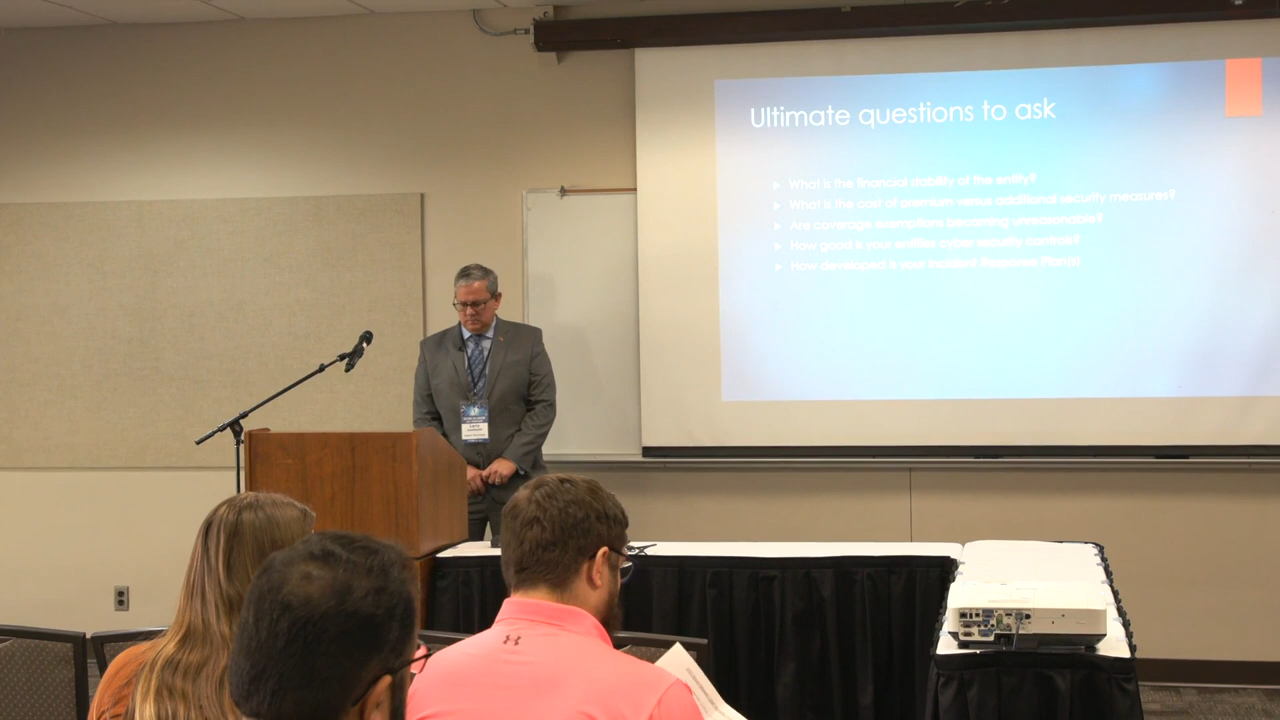 Ultimate questions to ask
What is the financial stability of the entity?
What is the cost of premium versus additional security measures?
Are coverage exemptions becoming unreasonable?
How good is your entities cyber security controls?
How developed is your Incident Response Plan(s)
Larry